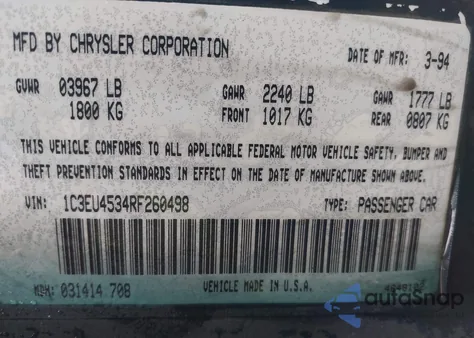 MFD BY CHRYSLER CORPORATION
DATE OF MFR: 3-94
GVWR 03967 LB
1800 KG
GAWR 2240 LB
FRONT 1017 KG
GAWR 1777 LB
REAR 0807 KG
THIS VEHICLE CONFORMS TO ALL APPLICABLE FEDERAL MOTOR VEHICLE SAFETY, BUMPER AND
THEFT PREVENTION STANDARDS IN EFFECT ON THE DATE OF MANUFACTURE SHOWN ABOVE.
VIN: 1C3EU4534RF260498
TYPE: PASSENGER CAR
MDH: 031414 708
VEHICLE MADE IN U.S.A.
autoSnap